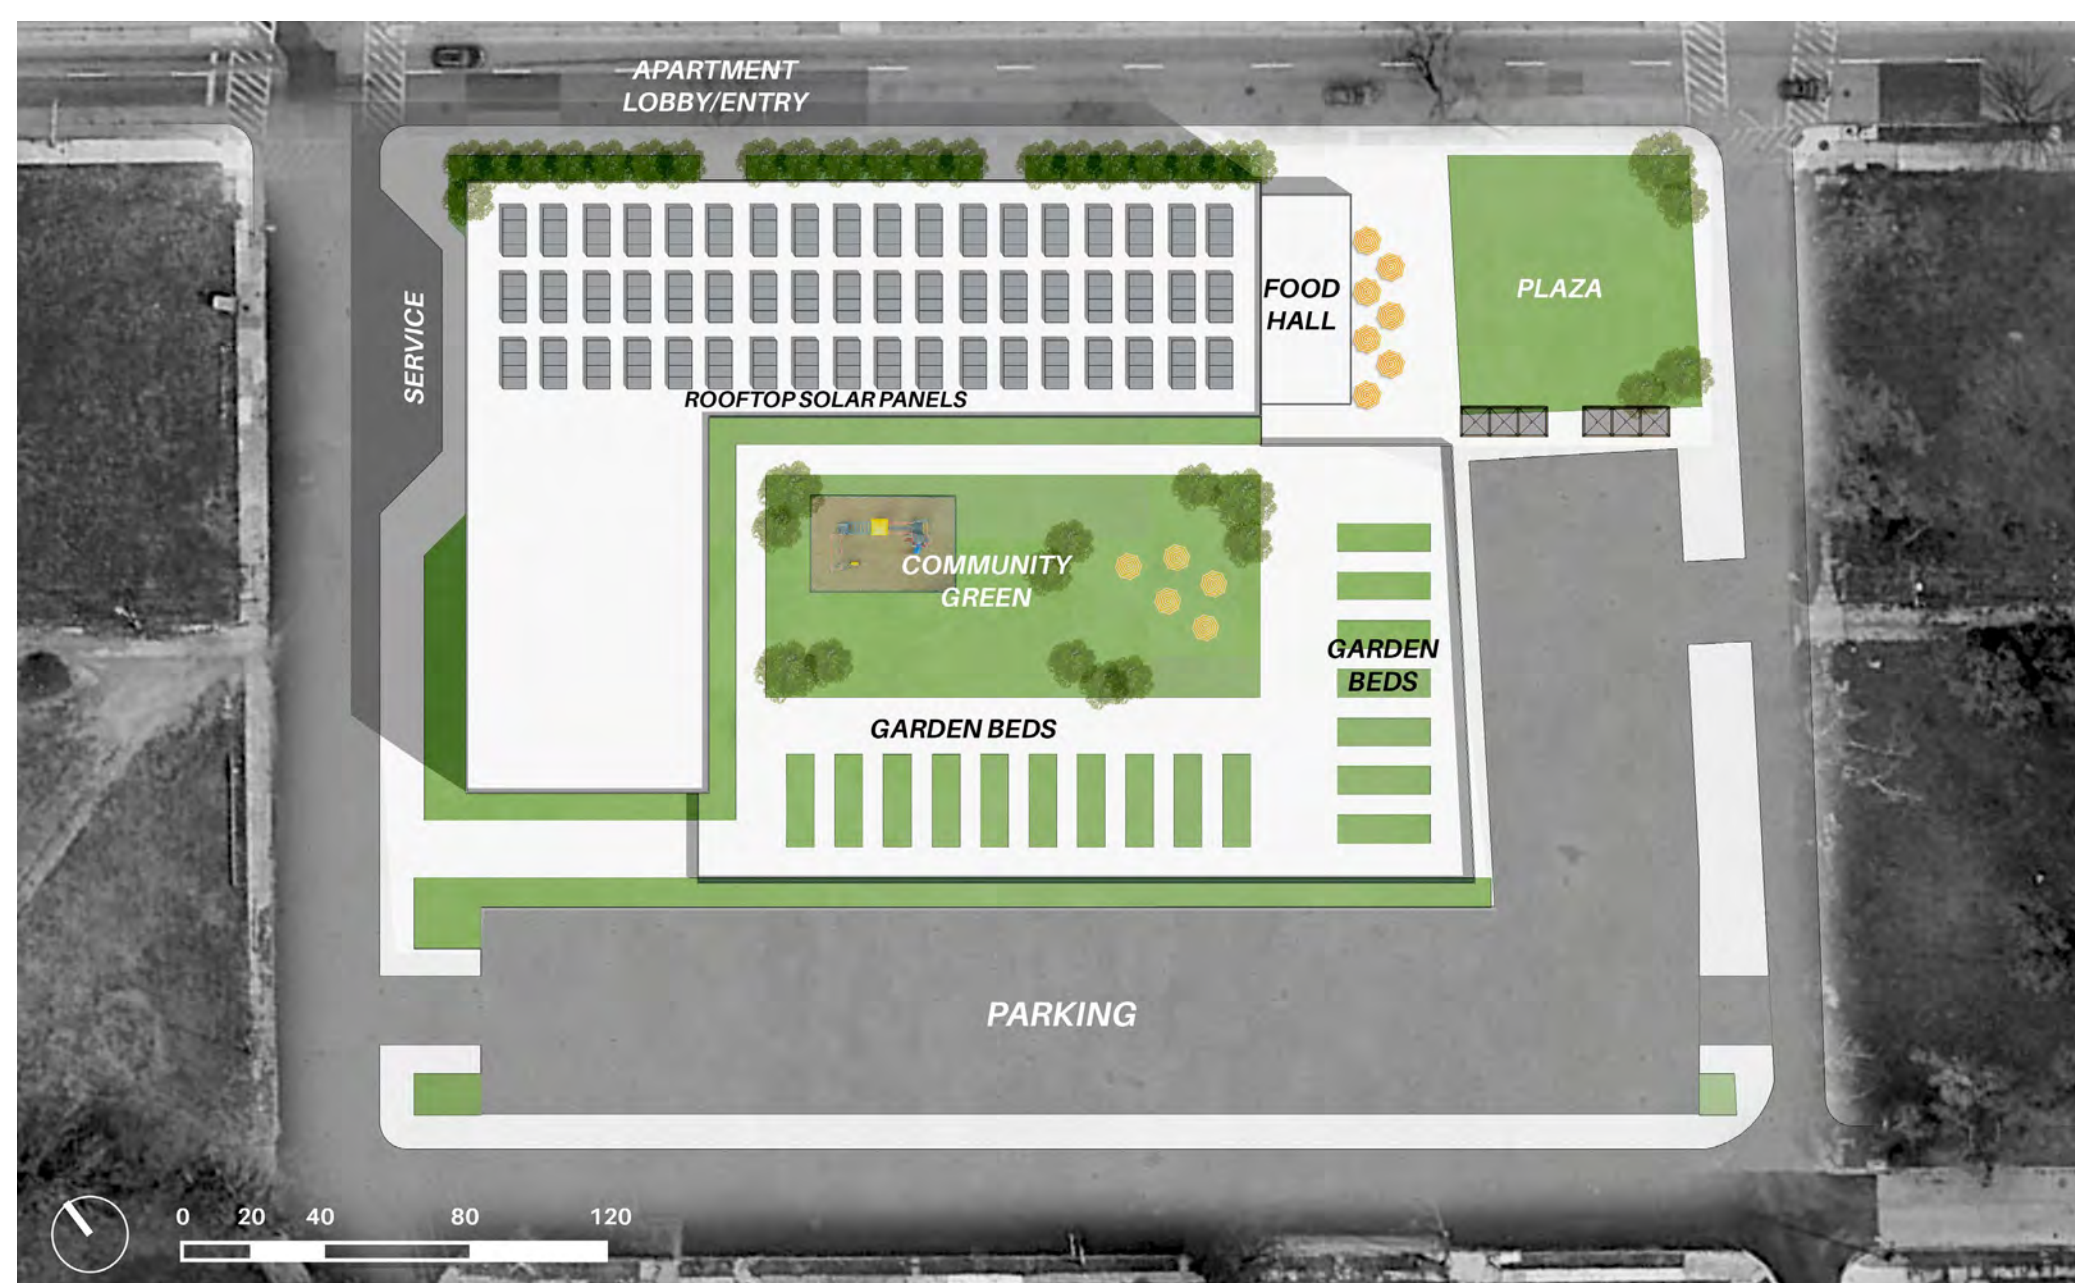 APARTMENT
LOBBY/ENTRY
SERVICE
ROOFTOP SOLAR PANELS
FOOD
HALL
PLAZA
COMMUNITY
GREEN
GARDEN
BEDS
GARDEN BEDS
PARKING
0 20 40 80 120